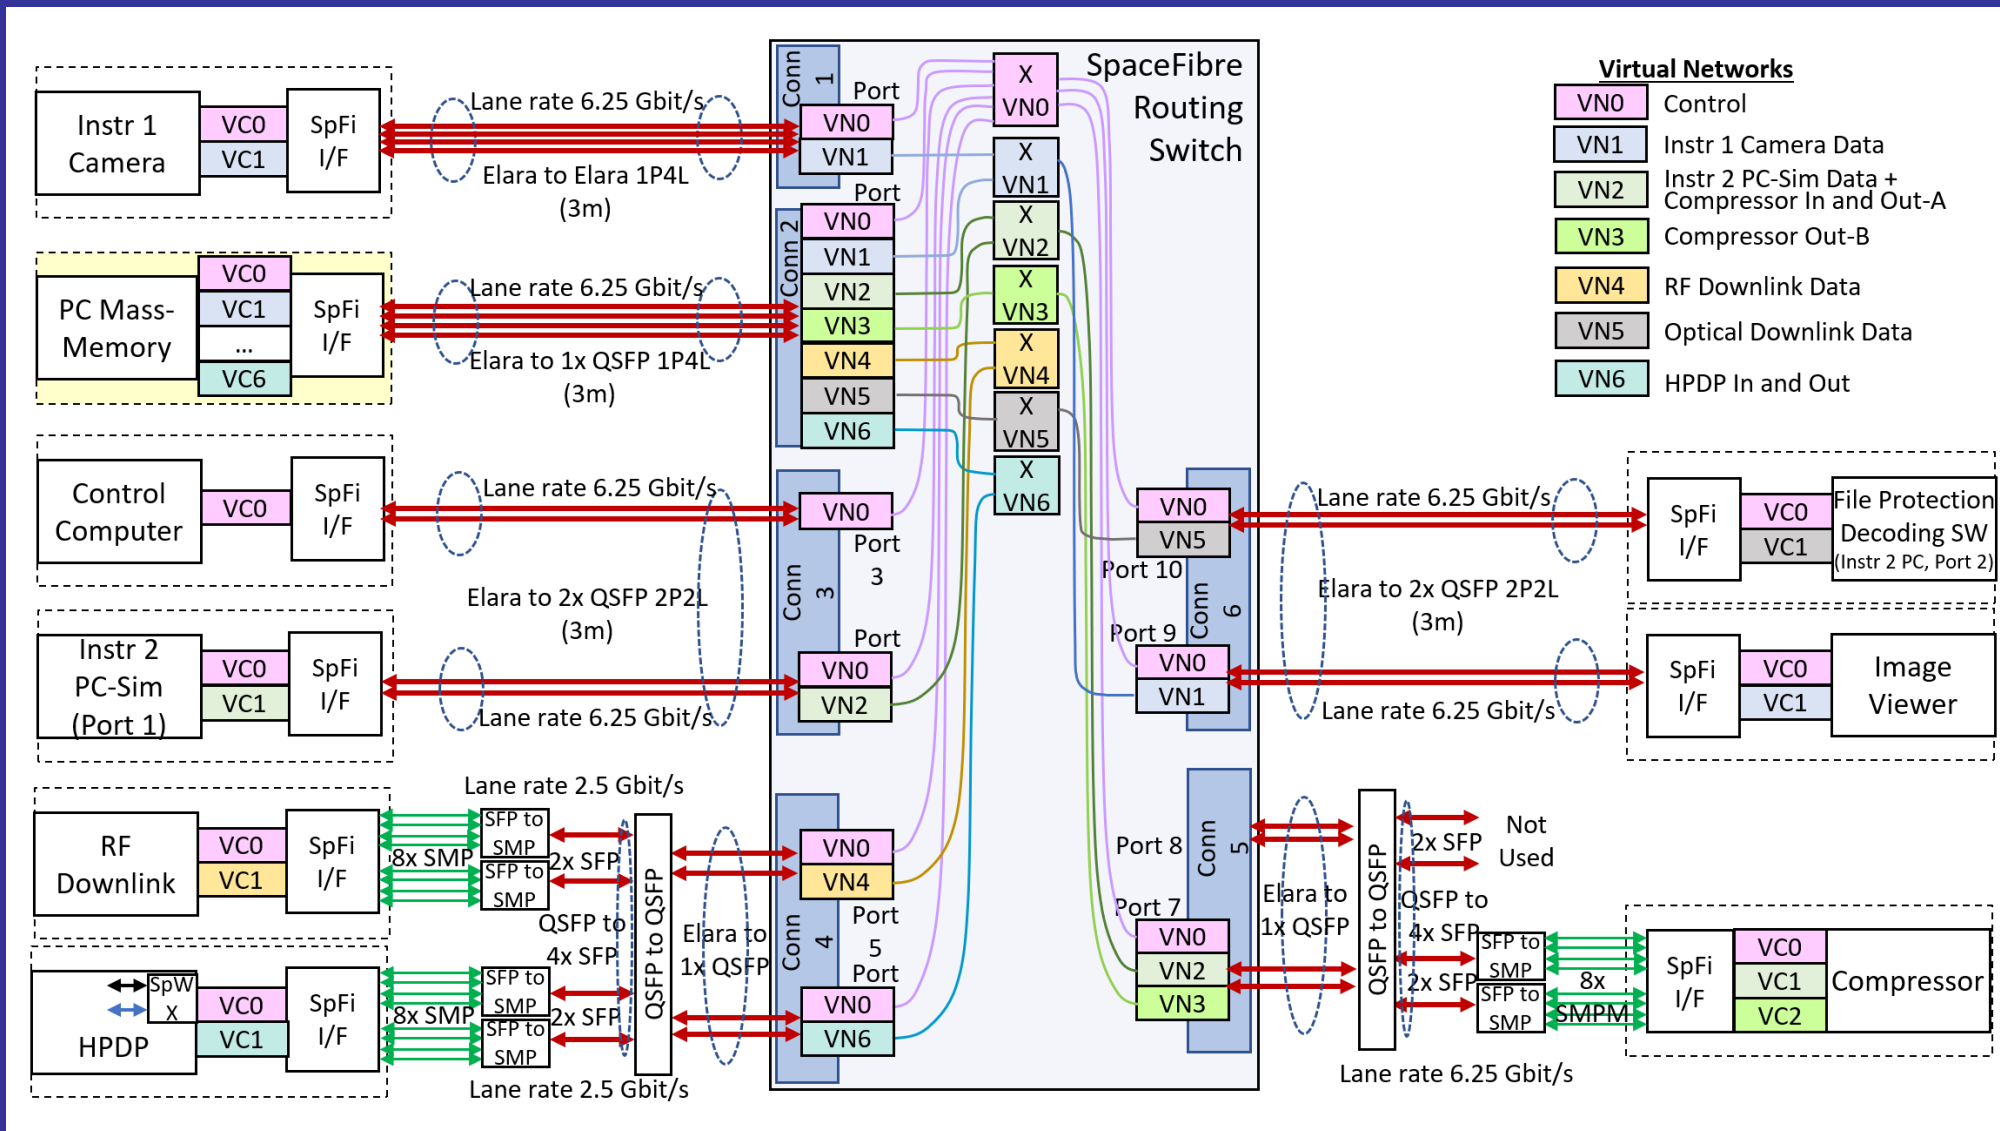 Instr 1
Camera
VC0
VC1
SpFi
I/F
Lane rate 6.25 Gbit/s
Elara to Elara 1P4L
(3m)
PC Mass-
Memory
VC0
VC1
...
VC6
SpFi
I/F
Lane rate 6.25 Gbit/s
Elara to 1x QSFP 1P4L
(3m)
Control
Computer
VC0
SpFi
I/F
Lane rate 6.25 Gbit/s
Elara to 2x QSFP 2P2L
(3m)
Instr 2
PC-Sim
(Port 1)
VC0
VC1
SpFi
I/F
Lane rate 6.25 Gbit/s
RF
Downlink
VC0
VC1
SpFi
I/F
8x SMP
Lane rate 2.5 Gbit/s
SFP to
SMP
SFP to
SMP
2x SFP
QSFP to
4x SFP
QSFP to QSFP
Elara to
1x QSFP
HPDP
SpW
X
VC0
VC1
SpFi
I/F
8x SMP
SFP to
SMP
SFP to
SMP
2x SFP
Lane rate 2.5 Gbit/s
SpaceFibre
Routing
Switch
Conn
1
Port
VN0
VN1
Port
Conn 2
VN0
VN1
VN2
VN3
VN4
VN5
VN6
Conn
3
VN0
Port
3
Port
VN0
VN2
Conn
4
VN0
VN4
Port
5
Port
VN0
VN6
X
VN0
X
VN1
X
VN2
X
VN3
X
VN4
X
VN5
X
VN6
VN0
VN5
Port 10
Conn
6
Port 9
VN0
VN1
Port 8
Conn
5
Port 7
VN0
VN2
VN3
Virtual Networks
VN0 Control
VN1 Instr 1 Camera Data
VN2 Instr 2 PC-Sim Data +
Compressor In and Out-A
VN3 Compressor Out-B
VN4 RF Downlink Data
VN5 Optical Downlink Data
VN6 HPDP In and Out
Lane rate 6.25 Gbit/s
Elara to 2x QSFP 2P2L
(3m)
SpFi
I/F
VC0
VC1
File Protection
Decoding SW
(Instr 2 PC, Port 2)
Lane rate 6.25 Gbit/s
SpFi
I/F
VC0
VC1
Image
Viewer
Elara to
1x QSFP
QSFP to QSFP
2x SFP
Not
Used
QSFP to
4x SFP
2x SFP
SFP to
SMP
SFP to
SMP
8x
SMPM
SpFi
I/F
VC0
VC1
VC2
Compressor
Lane rate 6.25 Gbit/s